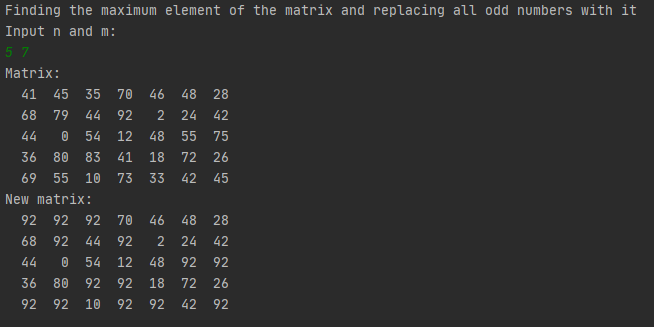 Finding the maximum element of the matrix and replacing all odd numbers with it
Input n and m:
5 7
Matrix:
41 45 35 70 46 48 28
68 79 44 92 2 24 42
44 0 54 12 48 55 75
36 80 83 41 18 72 26
69 55 10 73 33 42 45
New matrix:
92 92 92 70 46 48 28
68 92 44 92 2 24 42
44 0 54 12 48 92 92
36 80 92 92 18 72 26
92 92 10 92 92 42 92